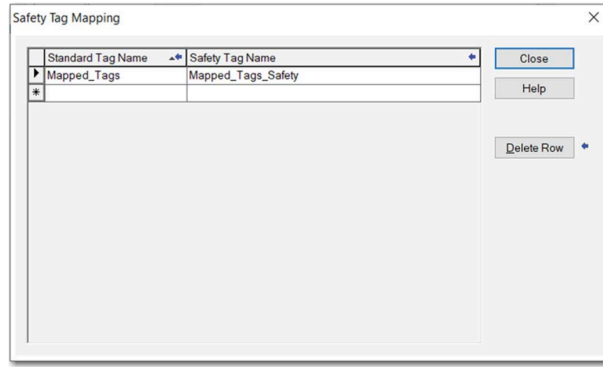 Safety Tag Mapping
Standard Tag Name Safety Tag Name Close
Mapped_Tags Mapped_Tags_Safety
Help
Delete Row